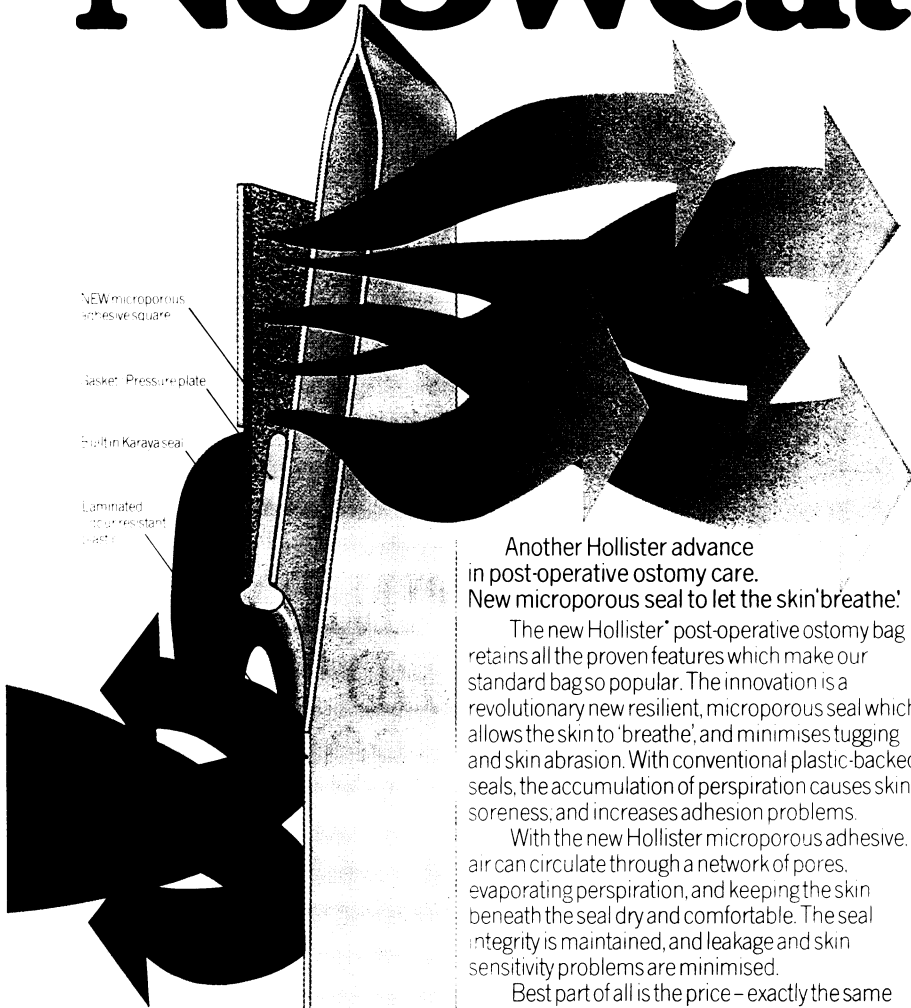 No Sweat
NEW microporous
adhesive square
Gasket Pressure plate
Built in Karaya seal
Laminated
odour resistant
plastic
Another Hollister advance
in post-operative ostomy care.
New microporous seal to let the skin 'breathe'.
The new Hollister* post-operative ostomy bag
retains all the proven features which make our
standard bag so popular. The innovation is a
revolutionary new resilient, microporous seal which
allows the skin to 'breathe', and minimises tugging
and skin abrasion. With conventional plastic-backed
seals, the accumulation of perspiration causes skin
soreness, and increases adhesion problems.
With the new Hollister microporous adhesive,
air can circulate through a network of pores,
evaporating perspiration, and keeping the skin
beneath the seal dry and comfortable. The seal
integrity is maintained, and leakage and skin
sensitivity problems are minimised.
Best part of all is the price – exactly the same